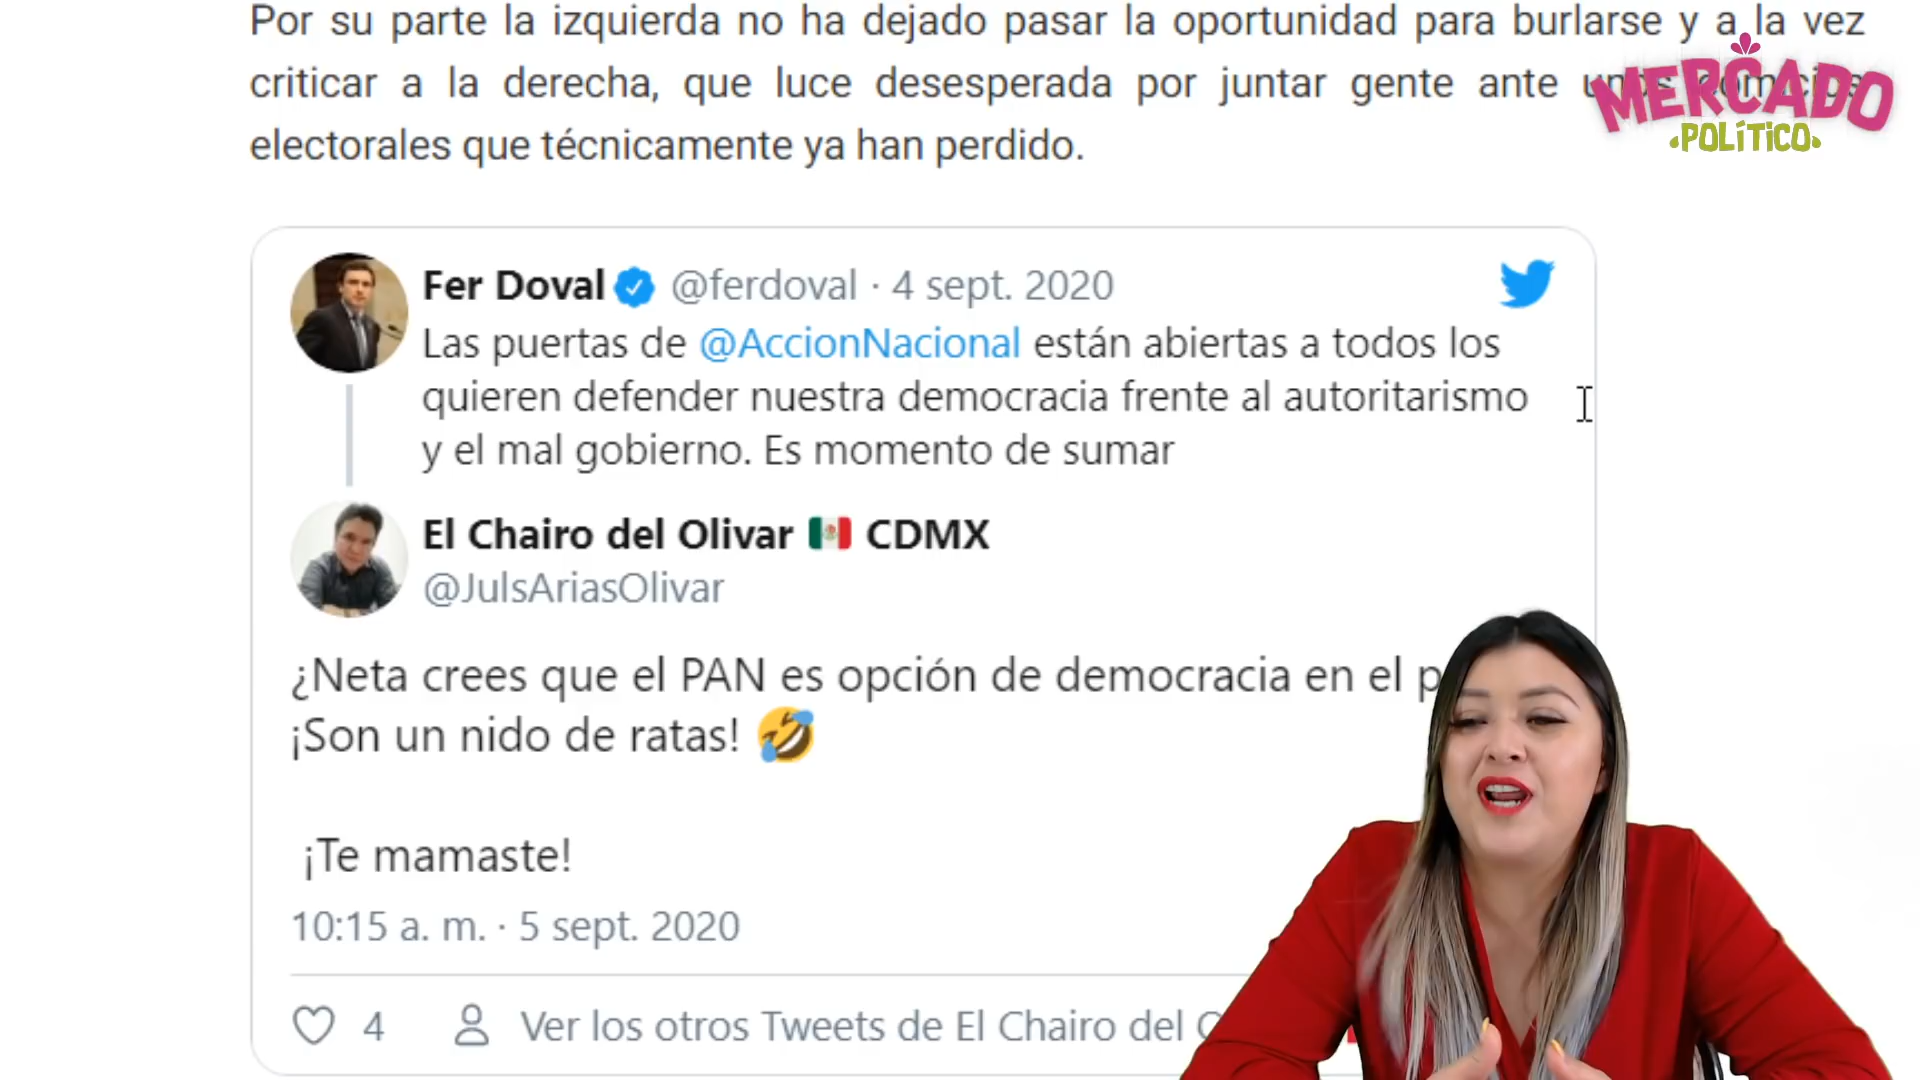 Por su parte la izquierda no ha dejado pasar la oportunidad para burlarse y a la vez
criticar a la derecha, que luce desesperada por juntar gente ante
electorales que técnicamente ya han perdido.
MERCADO
POLÍTICO
Fer Doval @ferdoval · 4 sept. 2020
Las puertas de @AccionNacional están abiertas a todos los
quieren defender nuestra democracia frente al autoritarismo
y el mal gobierno. Es momento de sumar
El Chairo del Olivar 🇲🇽 CDMX
@JulsAriasOlivar
¿Neta crees que el PAN es opción de democracia en el
¡Son un nido de ratas! 🤣
¡Te mamaste!
10:15 a. m. · 5 sept. 2020
4 Ver los otros Tweets de El Chairo del